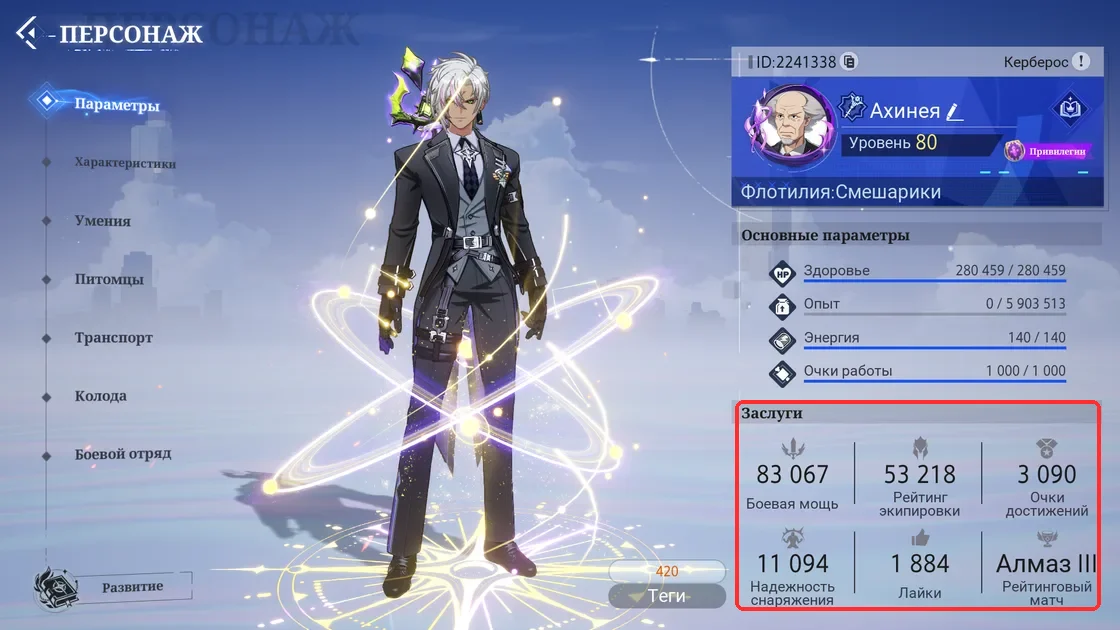 ПЕРСОНАЖ
Параметры
Характеристики
Умения
Питомцы
Транспорт
Колода
Боевой отряд
Развитие
420
Теги
ID:2241338
Керберос
Ахинея
Уровень 80
Привилегии
Флотилия:Смешарики
Основные параметры
HP
Здоровье 280 459 / 280 459
Опыт 0 / 5 903 513
Энергия 140 / 140
Очки работы 1 000 / 1 000
Заслуги
83 067
Боевая мощь
53 218
Рейтинг
экипировки
3 090
Очки
достижений
11 094
Надежность
снаряжения
1 884
Лайки
Алмаз III
Рейтинговый
матч